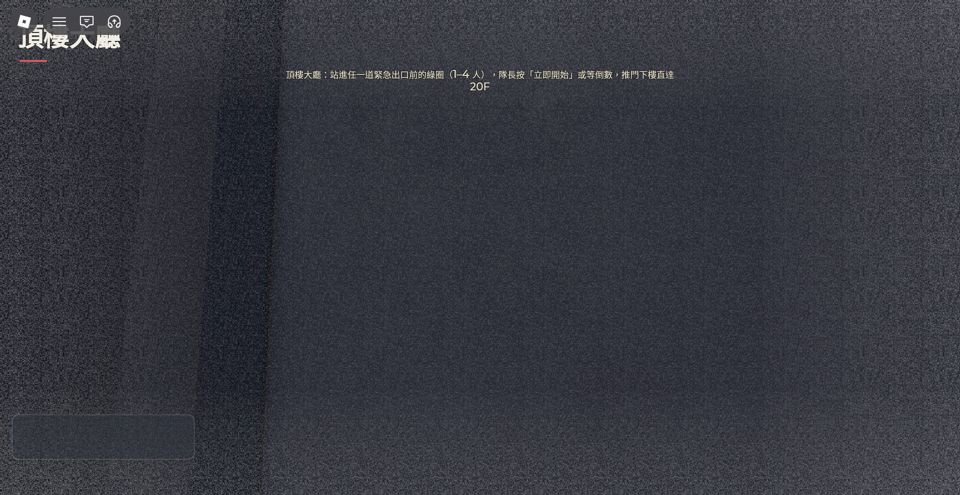 頂樓大廳
頂樓大廳：站進任一道緊急出口前的綠圈（1–4 人），隊長按「立即開始」或等倒數，推門下樓直達
20F